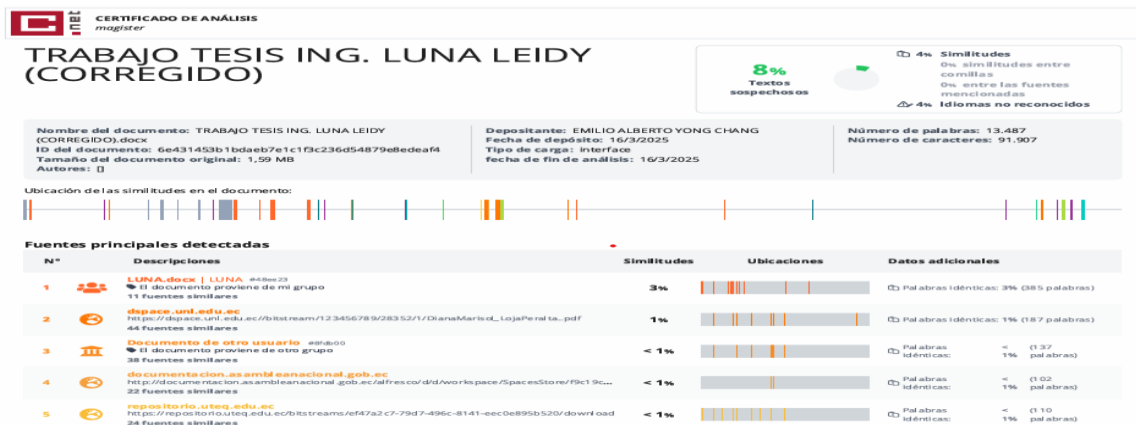 C .net
CERTIFICADO DE ANÁLISIS
magister
TRABAJO TESIS ING. LUNA LEIDY
(CORREGIDO)
8%
Textos
sospechosos
4% Similitudes
0% similitudes entre
comillas
0% entre las fuentes
mencionadas
4% Idiomas no reconocidos
Nombre del documento: TRABAJO TESIS ING. LUNA LEIDY
(CORREGIDO).docx
ID del documento: 6e431453b1bdaeb7e1c1f3c236d54879e8edeaf4
Tamaño del documento original: 1,59 MB
Autores: []
Depositante: EMILIO ALBERTO YONG CHANG
Fecha de depósito: 16/3/2025
Tipo de carga: interface
fecha de fin de análisis: 16/3/2025
Número de palabras: 13.487
Número de caracteres: 91.907
Ubicación de las similitudes en el documento:
Fuentes principales detectadas
N° Descripciones Similitudes Ubicaciones Datos adicionales
1 LUNA.docx | LUNA #48ee23
El documento proviene de mi grupo
11 fuentes similares
3% Palabras idénticas: 3% (385 palabras)
2 dspace.unl.edu.ec
https://dspace.unl.edu.ec//bitstream/123456789/28352/1/DianaMarisol_LojaPeralta_.pdf
44 fuentes similares
1% Palabras idénticas: 1% (187 palabras)
3 Documento de otro usuario
El documento proviene de otro grupo
38 fuentes similares
< 1% Palabras idénticas: < 1% (137 palabras)
4 documentacion.asambleanacional.gob.ec
http://documentacion.asambleanacional.gob.ec/alfresco/d/d/workspace/SpacesStore/f9c19c...
22 fuentes similares
< 1% Palabras idénticas: < 1% (102 palabras)
5 repositorio.uteq.edu.ec
https://repositorio.uteq.edu.ec/bitstreams/ef47a2c7-79d7-496c-8141-eec0e895b520/download
24 fuentes similares
< 1% Palabras idénticas: < 1% (110 palabras)